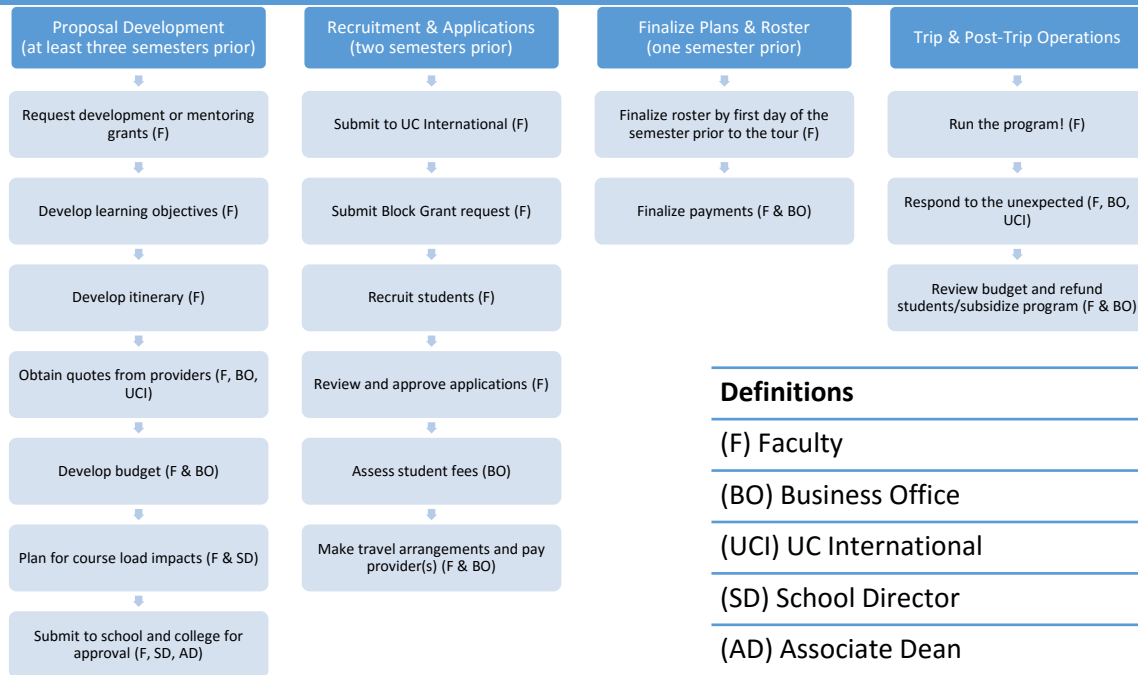 Proposal Development
(at least three semesters prior)
Request development or mentoring
grants (F)
Develop learning objectives (F)
Develop itinerary (F)
Obtain quotes from providers (F, BO,
UCI)
Develop budget (F & BO)
Plan for course load impacts (F & SD)
Submit to school and college for
approval (F, SD, AD)
Recruitment & Applications
(two semesters prior)
Submit to UC International (F)
Submit Block Grant request (F)
Recruit students (F)
Review and approve applications (F)
Assess student fees (BO)
Make travel arrangements and pay
provider(s) (F & BO)
Finalize Plans & Roster
(one semester prior)
Finalize roster by first day of the
semester prior to the tour (F)
Finalize payments (F & BO)
Trip & Post-Trip Operations
Run the program! (F)
Respond to the unexpected (F, BO,
UCI)
Review budget and refund
students/subsidize program (F & BO)
Definitions
(F) Faculty
(BO) Business Office
(UCI) UC International
(SD) School Director
(AD) Associate Dean